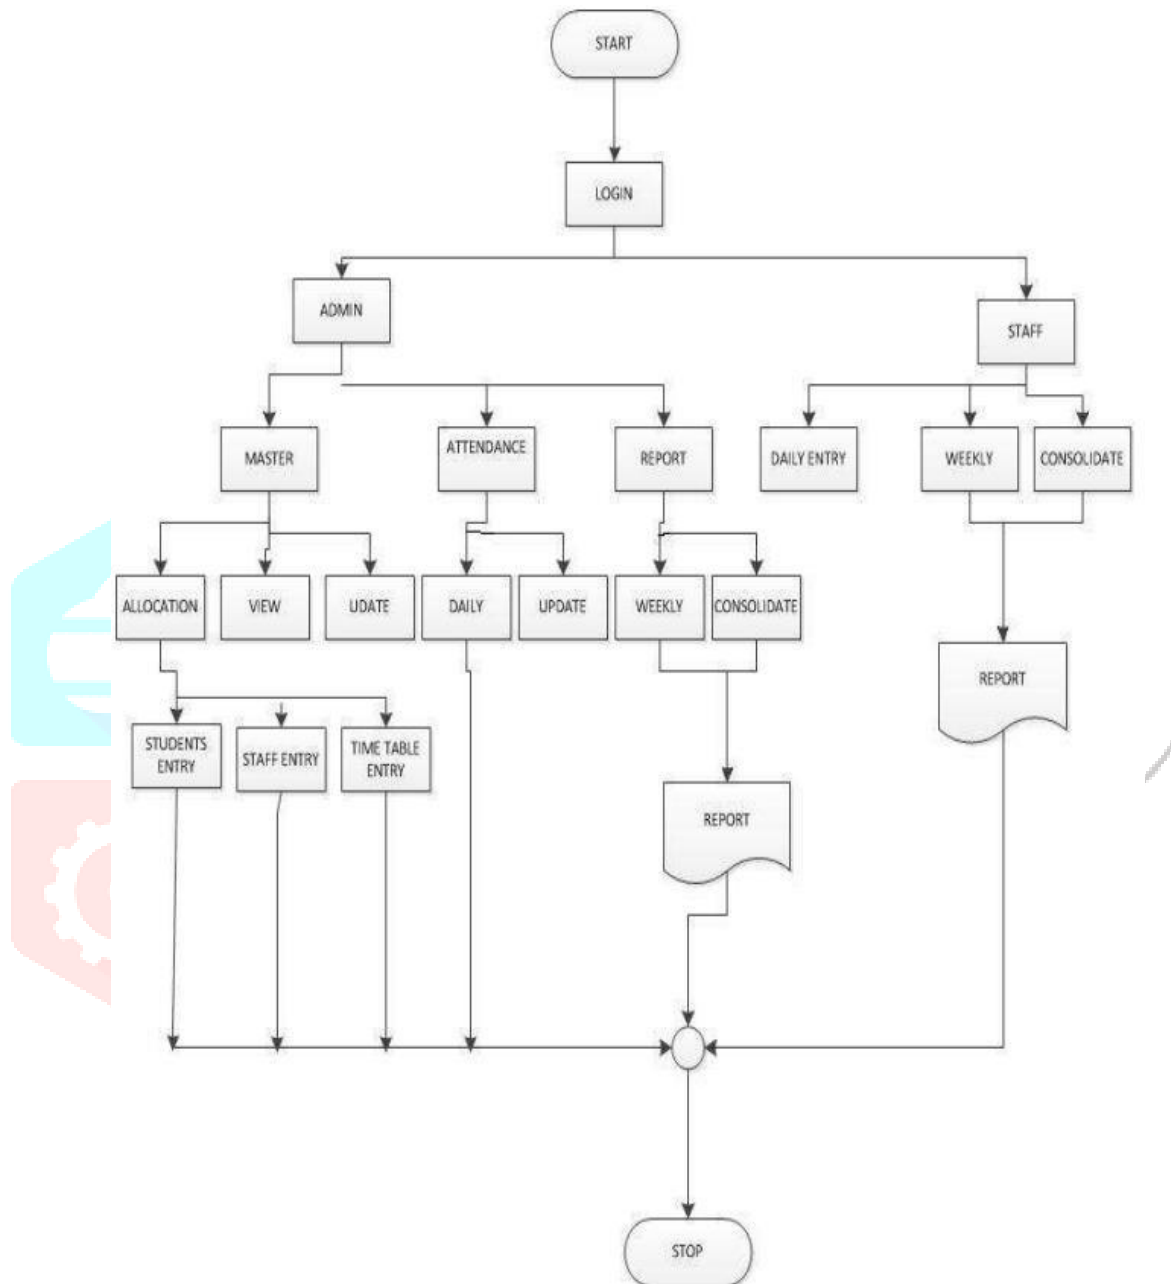 START
LOGIN
ADMIN
STAFF
MASTER
ATTENDANCE
REPORT
DAILY ENTRY
WEEKLY
CONSOLIDATE
ALLOCATION
VIEW
UDATE
DAILY
UPDATE
WEEKLY
CONSOLIDATE
REPORT
STUDENTS
ENTRY
STAFF ENTRY
TIME TABLE
ENTRY
REPORT
STOP